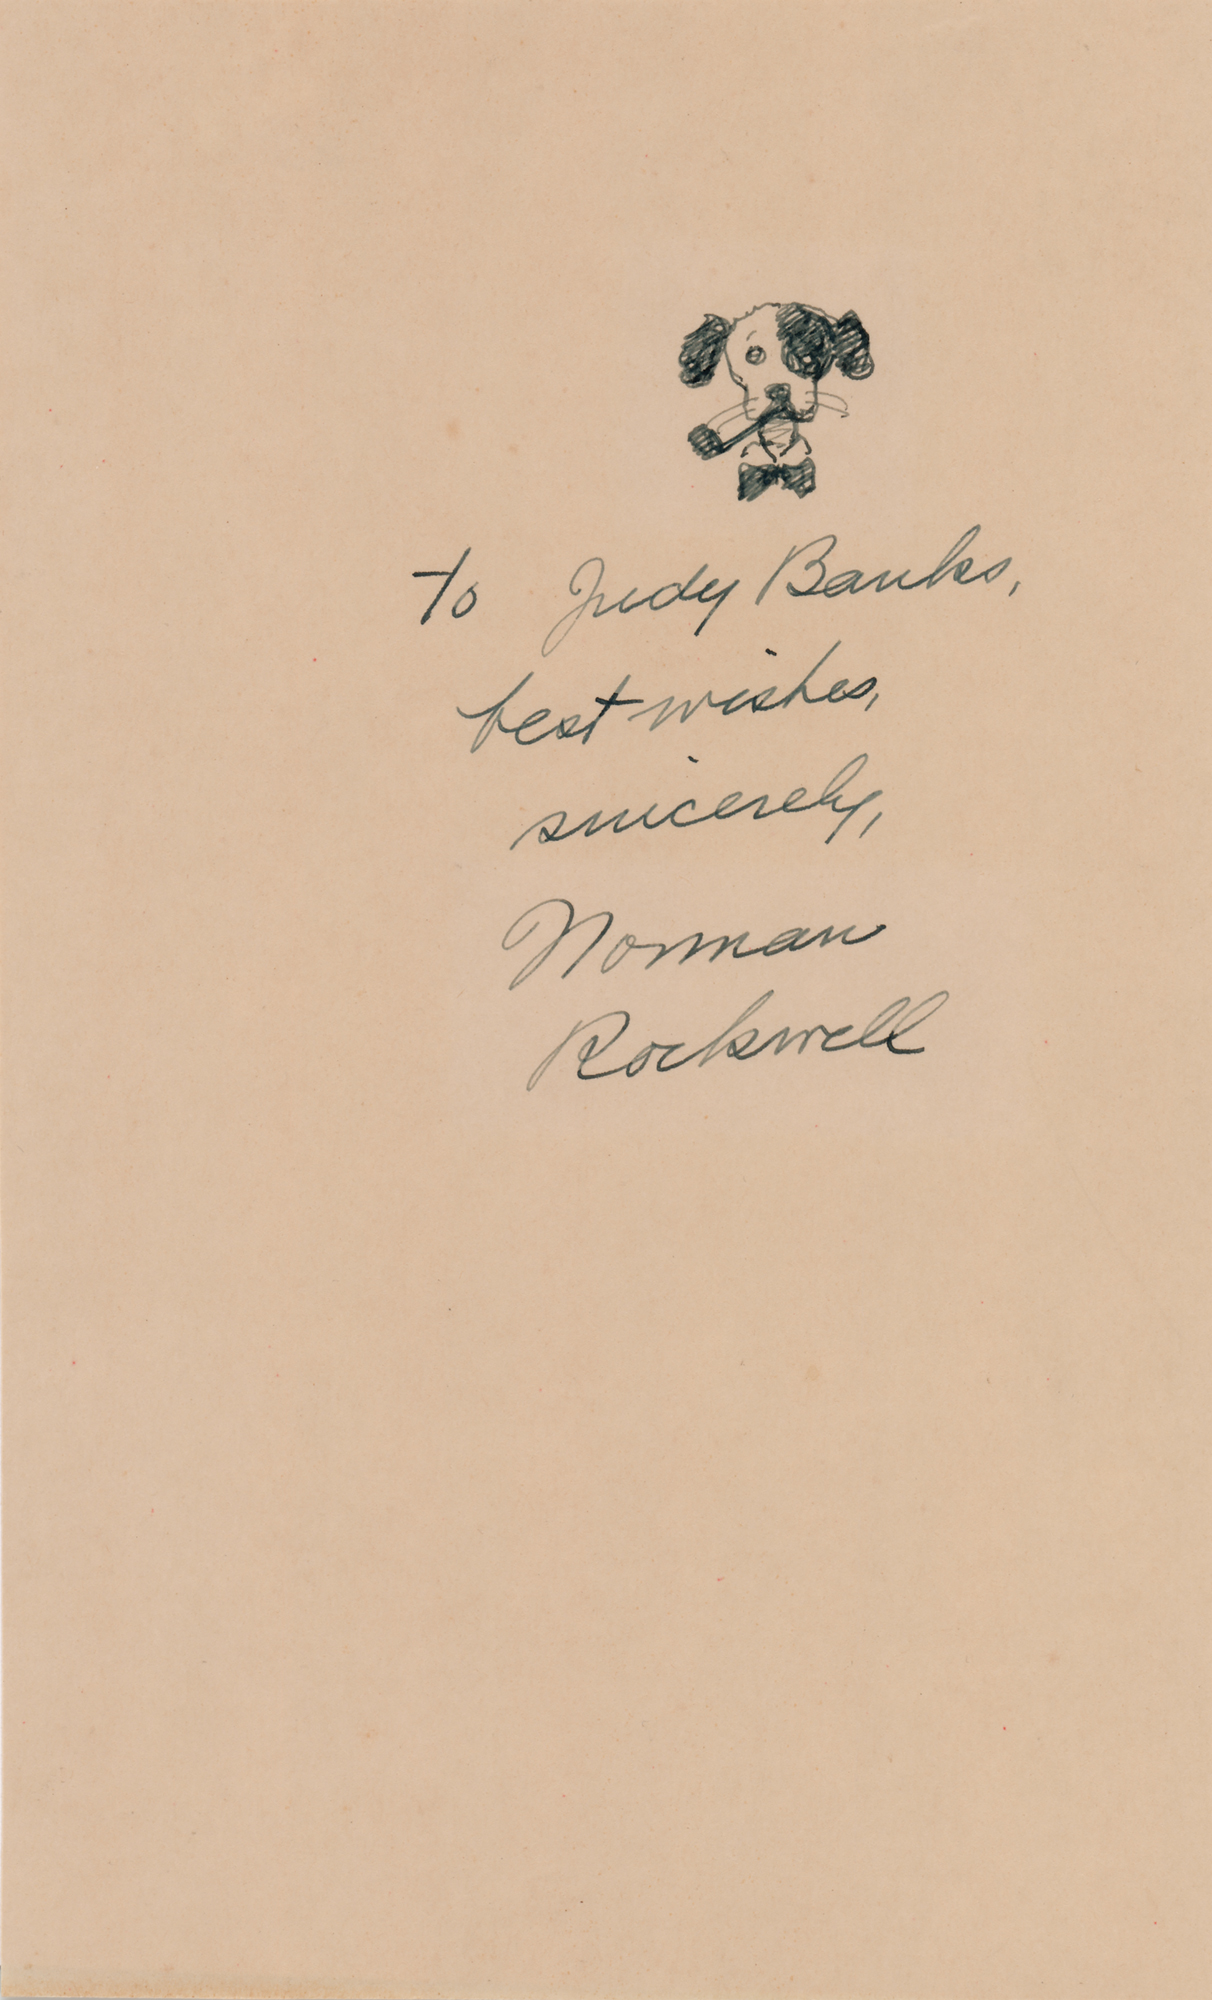 To Judy Banks,
best wishes,
sincerely,
Norman
Rockwell